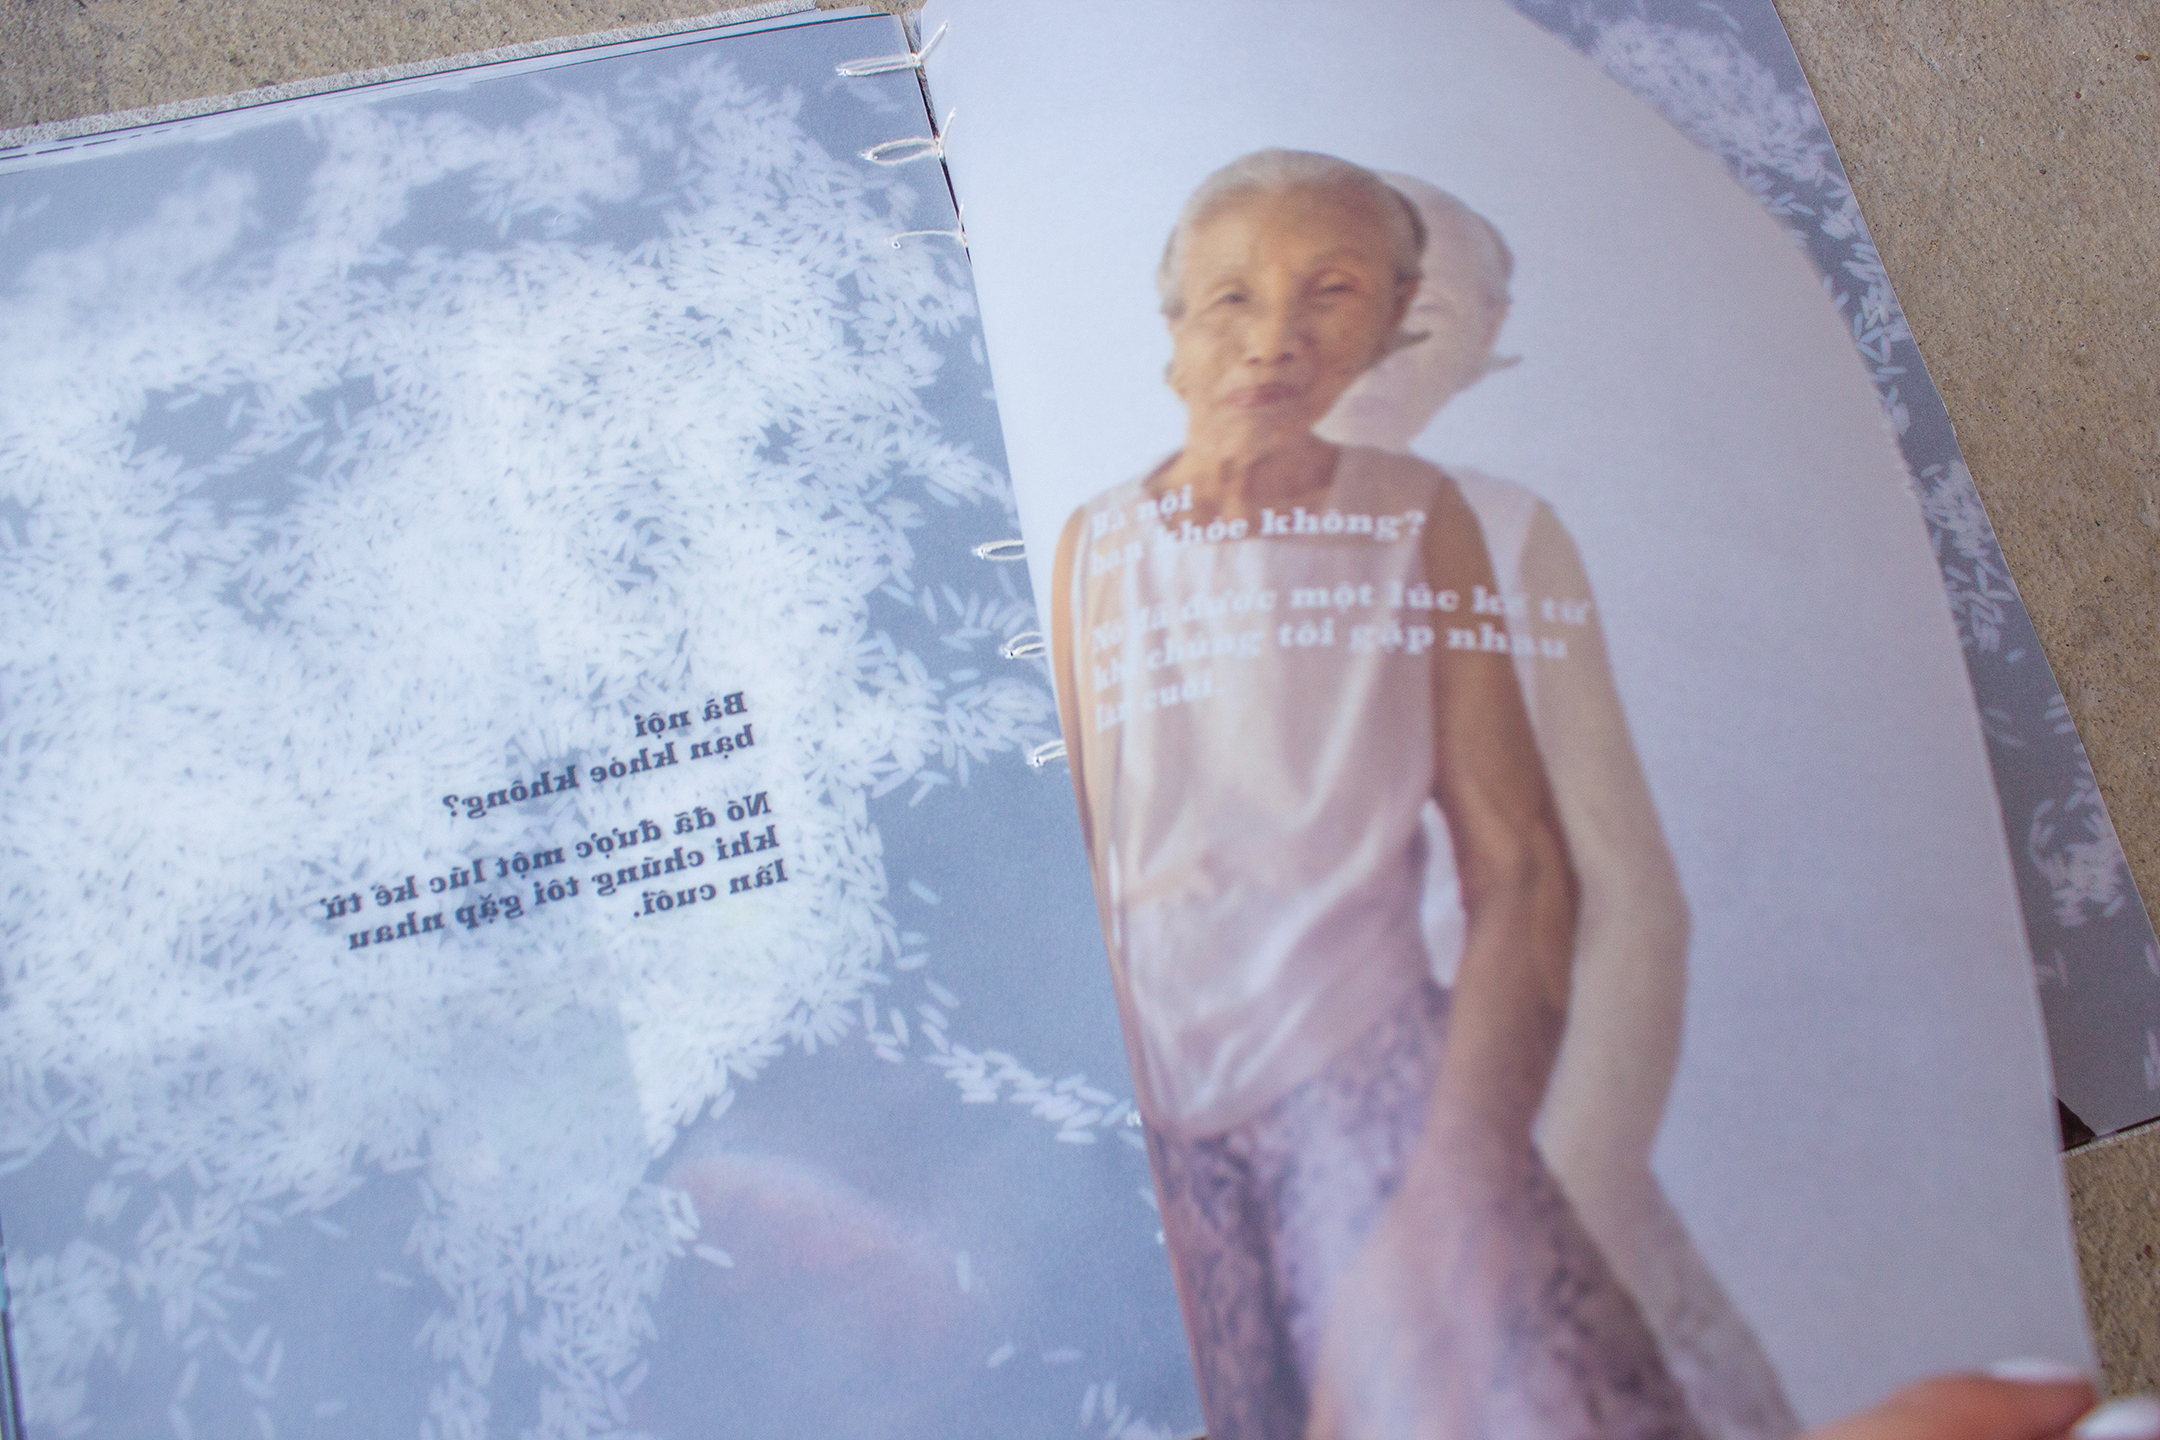 Bà nội
bạn khỏe không?
Nó đã được một lúc kể từ
khi chúng tôi gặp nhau
lần cuối.
Bà nội
bạn khỏe không?
Nó đã được một lúc kể từ
khi chúng tôi gặp nhau
lần cuối.